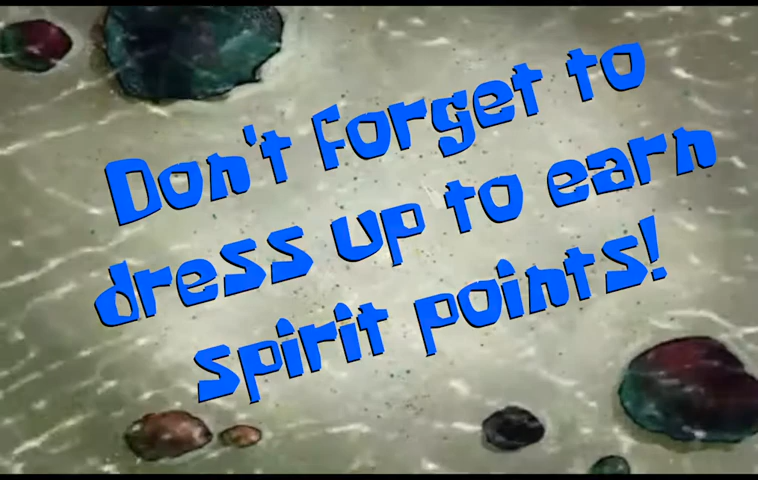 Don't forget to
dress up to earn
spirit points!